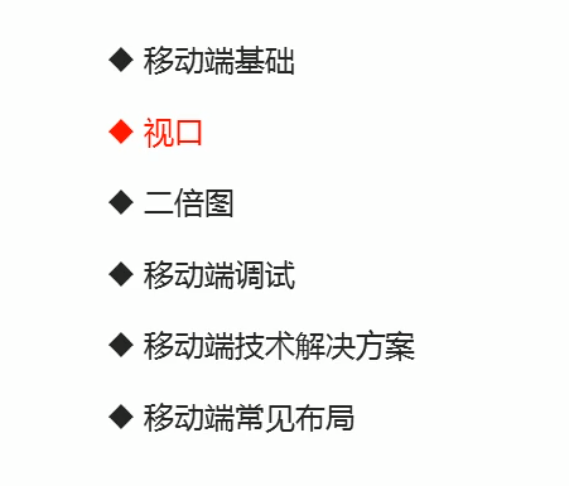 ◆ 移动端基础
◆ 视口
◆ 二倍图
◆ 移动端调试
◆ 移动端技术解决方案
◆ 移动端常见布局